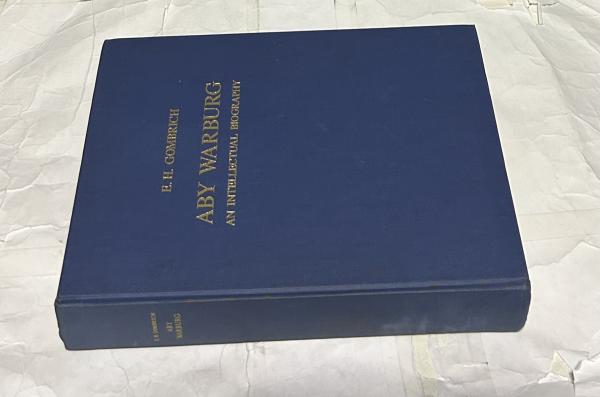 E. H. GOMBRICH
ABY WARBURG
AN INTELLECTUAL BIOGRAPHY
E. H. GOMBRICH
ABY
WARBURG